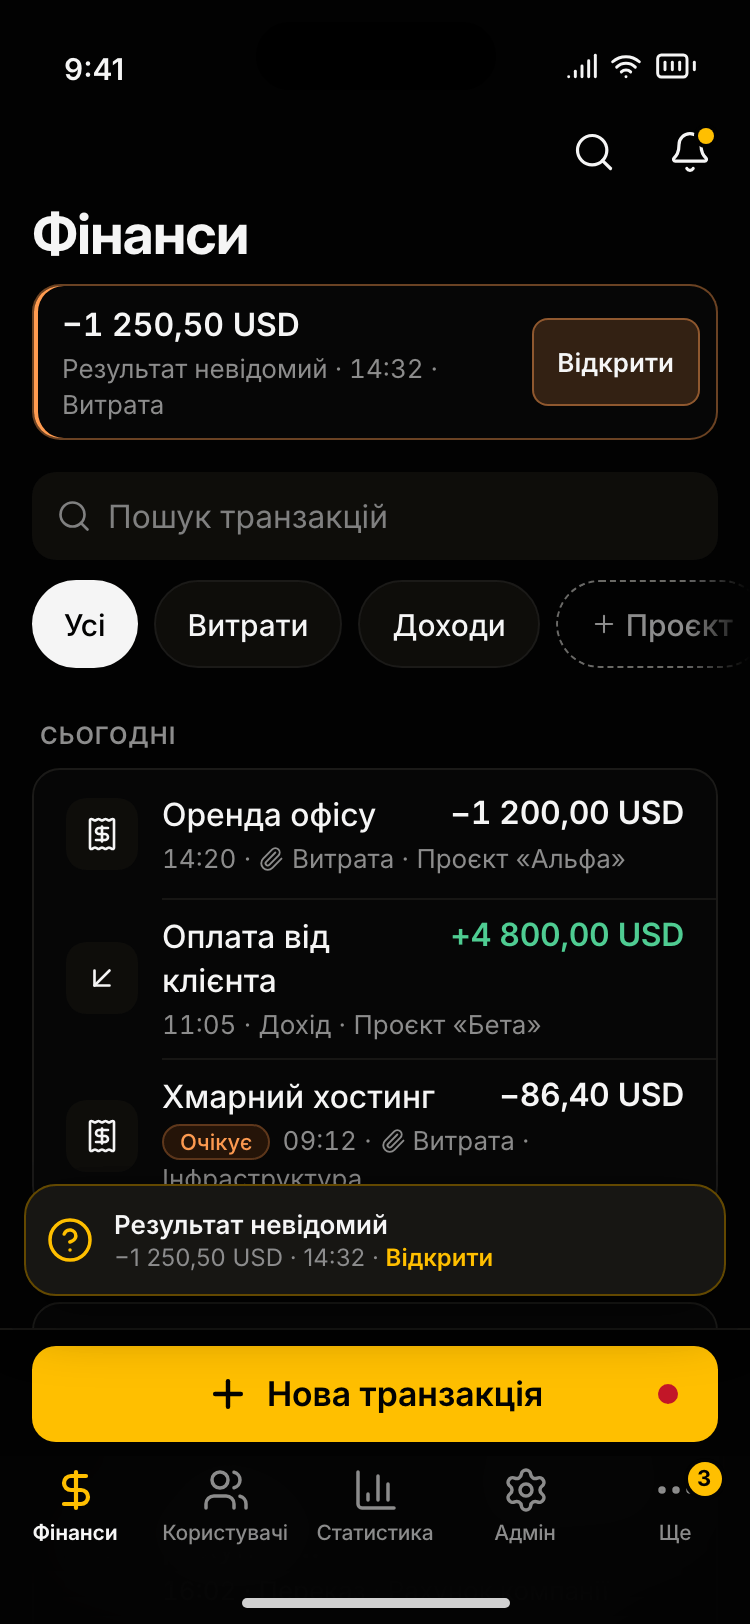 9:41
Фінанси
−1 250,50 USD
Результат невідомий · 14:32 ·
Витрата
Відкрити
Пошук транзакцій
Усі
Витрати
Доходи
+ Проєкт
СЬОГОДНІ
Оренда офісу
−1 200,00 USD
14:20 · Витрата · Проєкт «Альфа»
Оплата від
клієнта
+4 800,00 USD
11:05 · Дохід · Проєкт «Бета»
Хмарний хостинг
−86,40 USD
Очікує 09:12 · Витрата ·
Інфраструктура
Результат невідомий
−1 250,50 USD · 14:32 · Відкрити
+ Нова транзакція
3
Фінанси
Користувачі
Статистика
Адмін
Ще